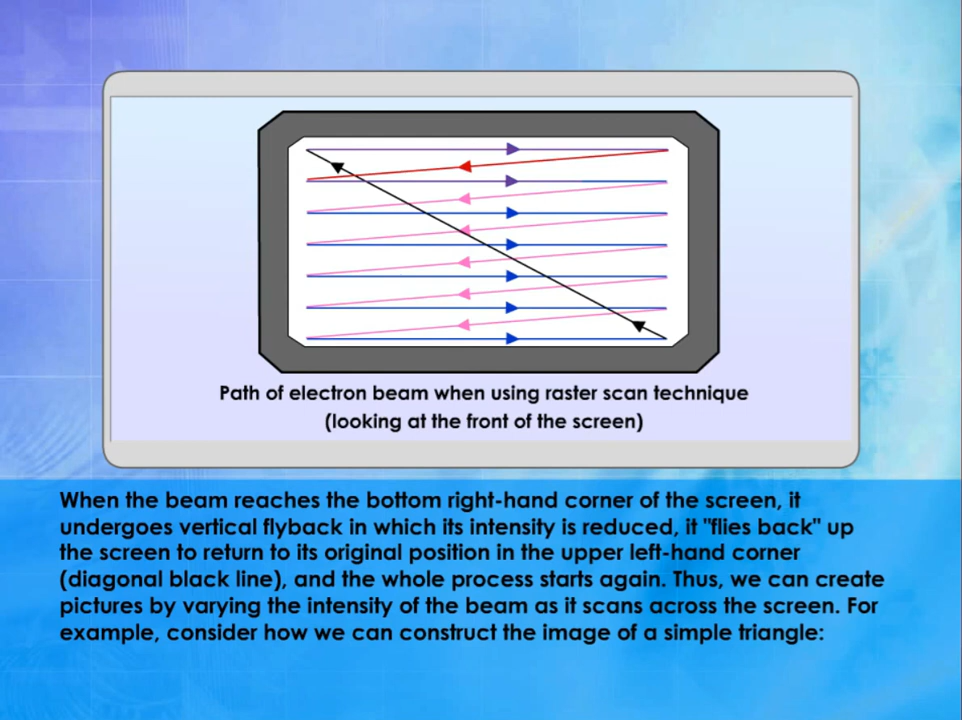 Path of electron beam when using raster scan technique
(looking at the front of the screen)
When the beam reaches the bottom right-hand corner of the screen, it
undergoes vertical flyback in which its intensity is reduced, it "flies back" up
the screen to return to its original position in the upper left-hand corner
(diagonal black line), and the whole process starts again. Thus, we can create
pictures by varying the intensity of the beam as it scans across the screen. For
example, consider how we can construct the image of a simple triangle: